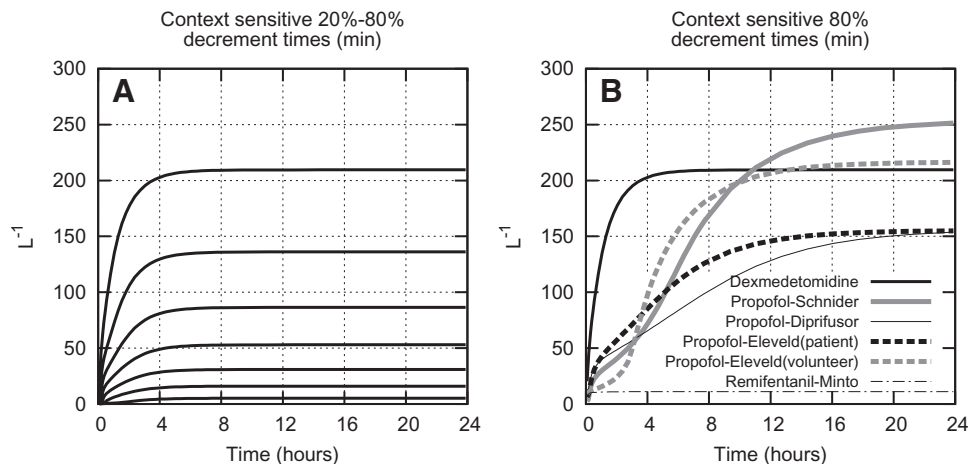 Context sensitive 20%-80%
decrement times (min)
A
300
250
200
150
100
50
0
L-1
0 4 8 12 16 20 24
Time (hours)
Context sensitive 80%
decrement times (min)
B
300
250
200
150
100
50
0
L-1
Dexmedetomidine
Propofol-Schnider
Propofol-Diprifusor
Propofol-Eleveld(patient)
Propofol-Eleveld(volunteer)
Remifentanil-Minto
0 4 8 12 16 20 24
Time (hours)